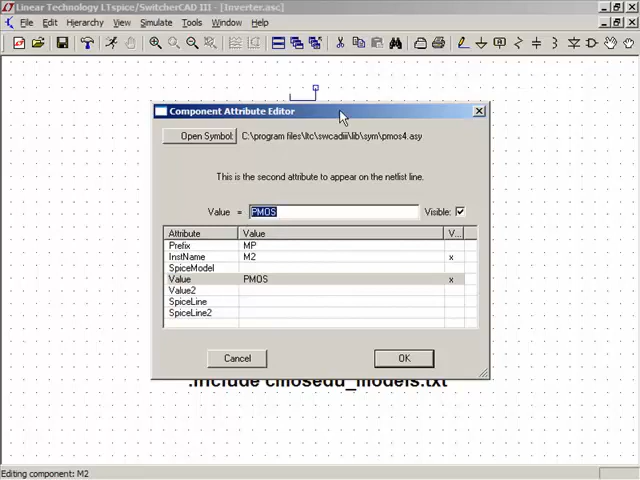 Linear Technology LTspice/SwitcherCAD III - [Inverter.asc]
File Edit Hierarchy View Simulate Tools Window Help
Component Attribute Editor
Open Symbol: C:\program files\ltc\swcadiii\lib\sym\pmos4.asy
This is the second attribute to appear on the netlist line.
Value = PMOS Visible:
Attribute Value V...
Prefix MP
InstName M2 x
SpiceModel
Value PMOS x
Value2
SpiceLine
SpiceLine2
Cancel OK
.include cmosedu_models.txt
Editing component: M2